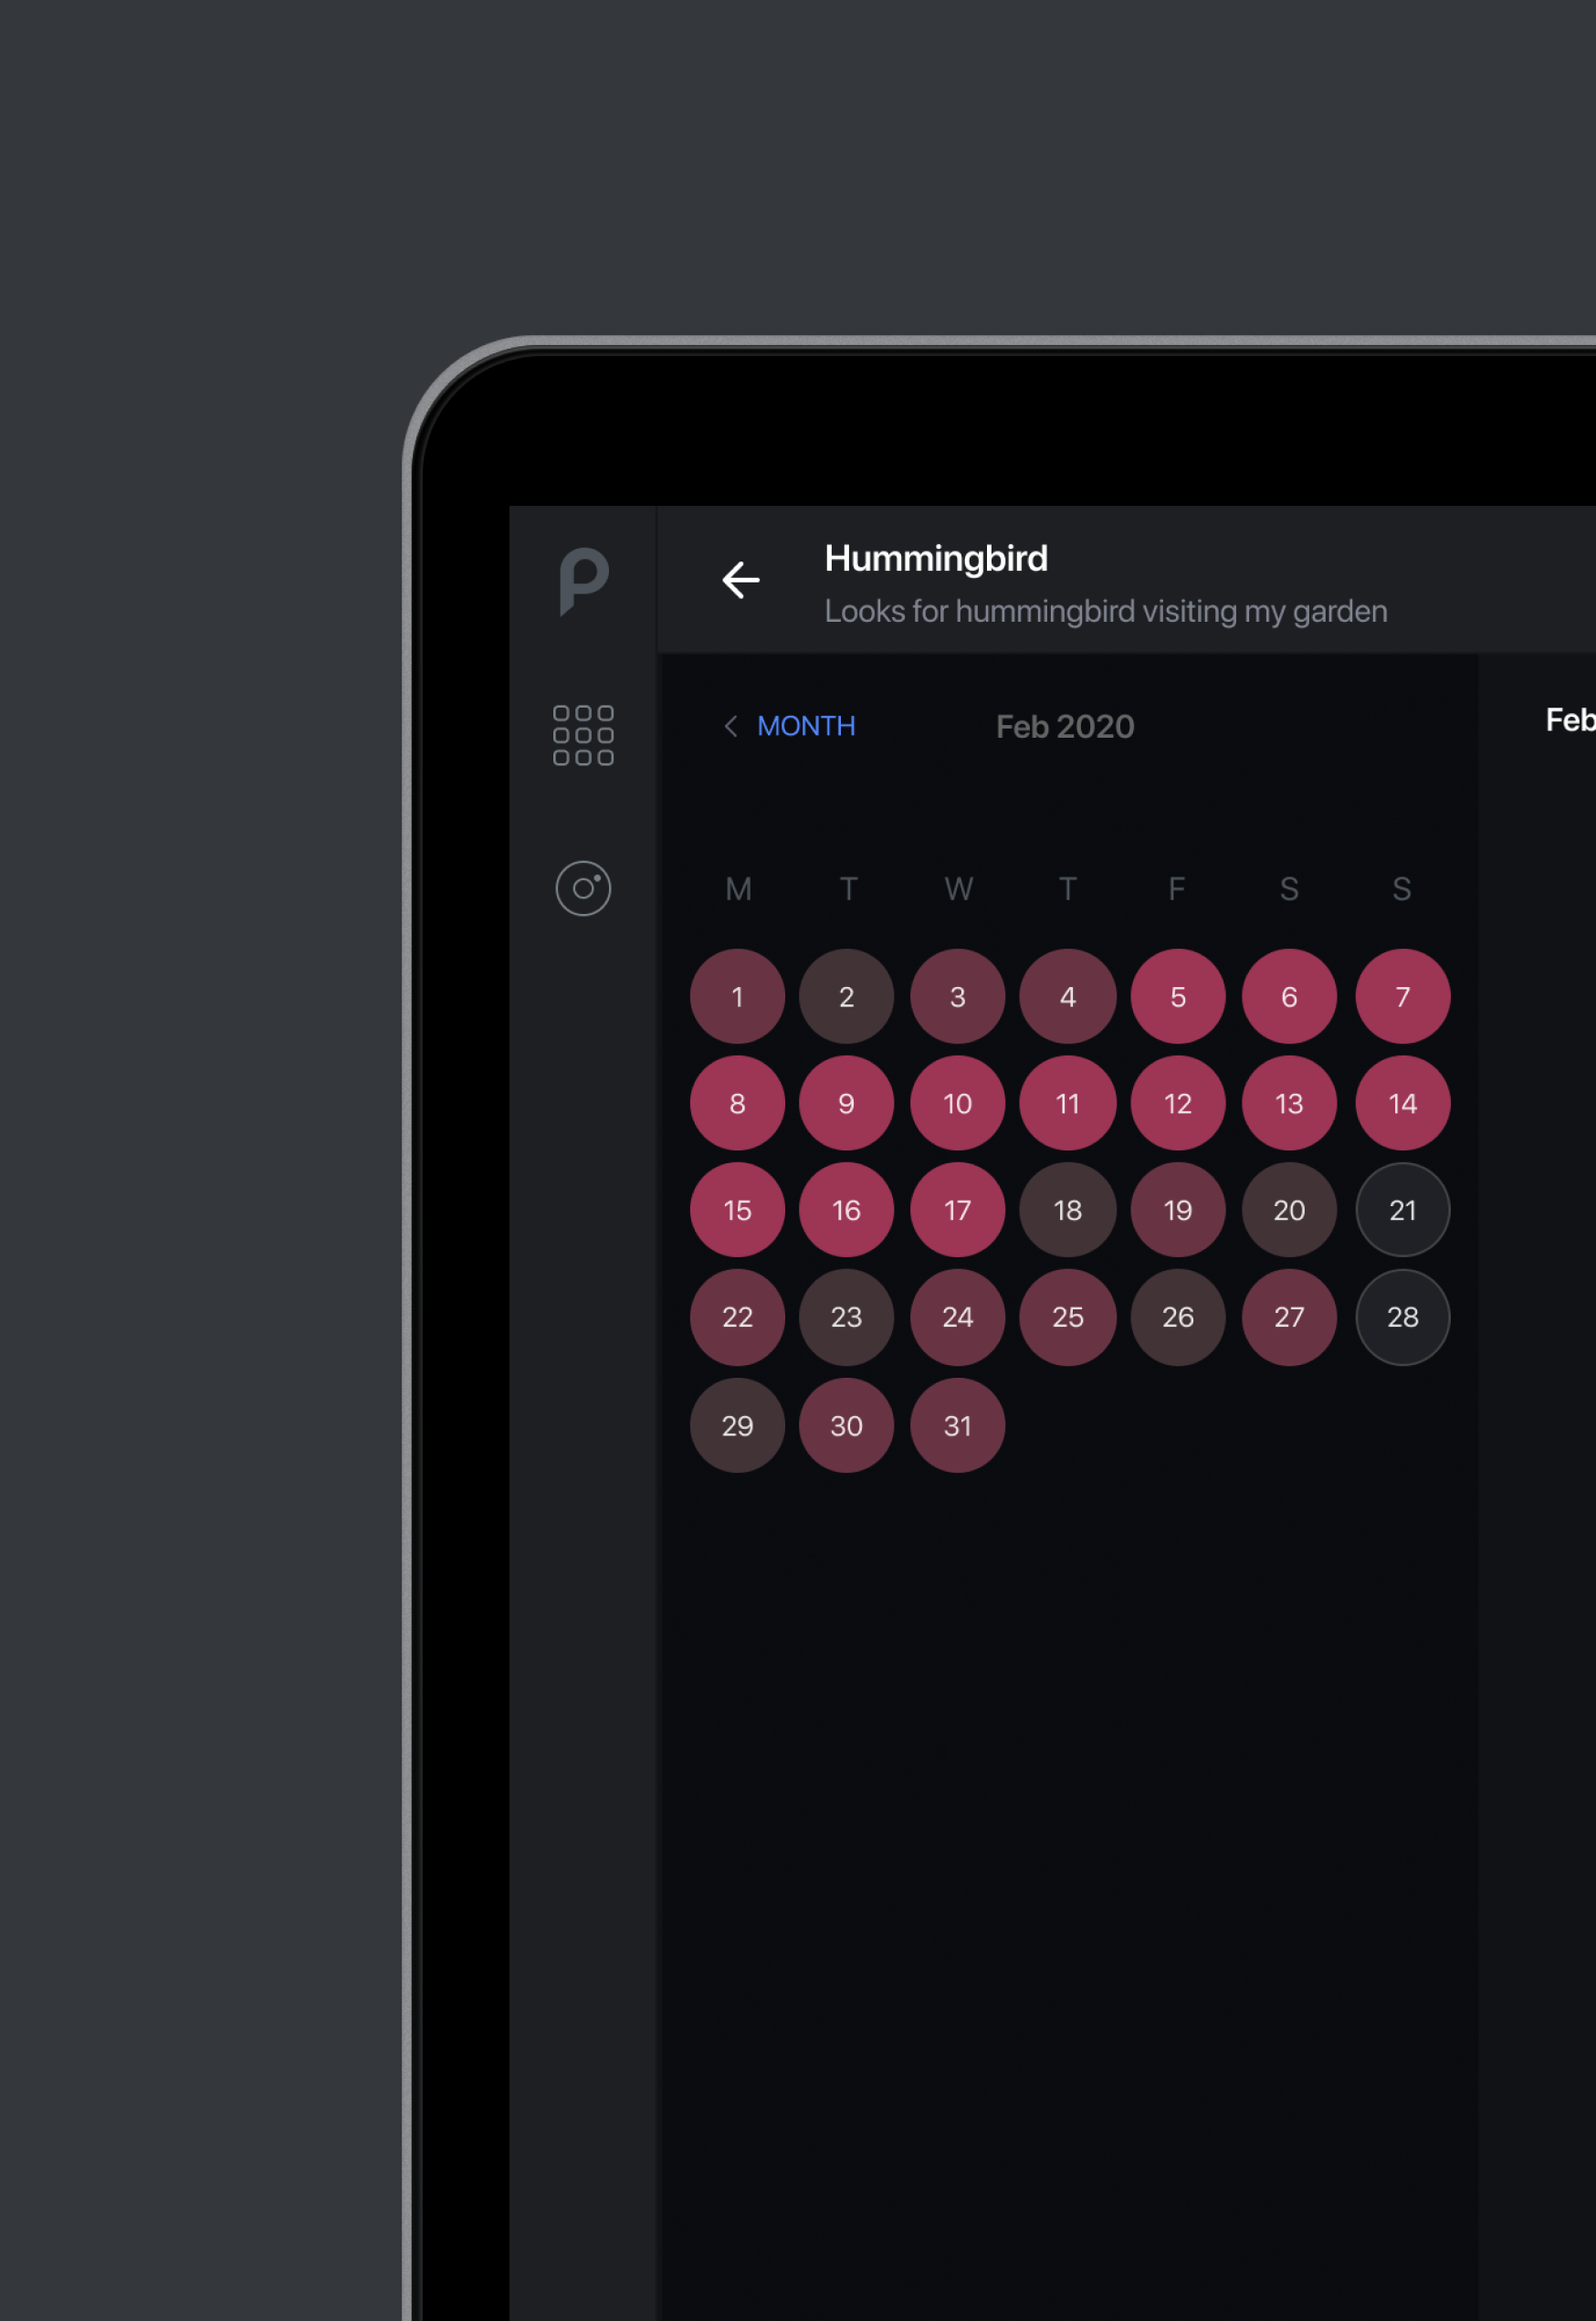 Hummingbird
Looks for hummingbird visiting my garden
MONTH
Feb 2020
Feb
M T W T F S S
1 2 3 4 5 6 7
8 9 10 11 12 13 14
15 16 17 18 19 20 21
22 23 24 25 26 27 28
29 30 31